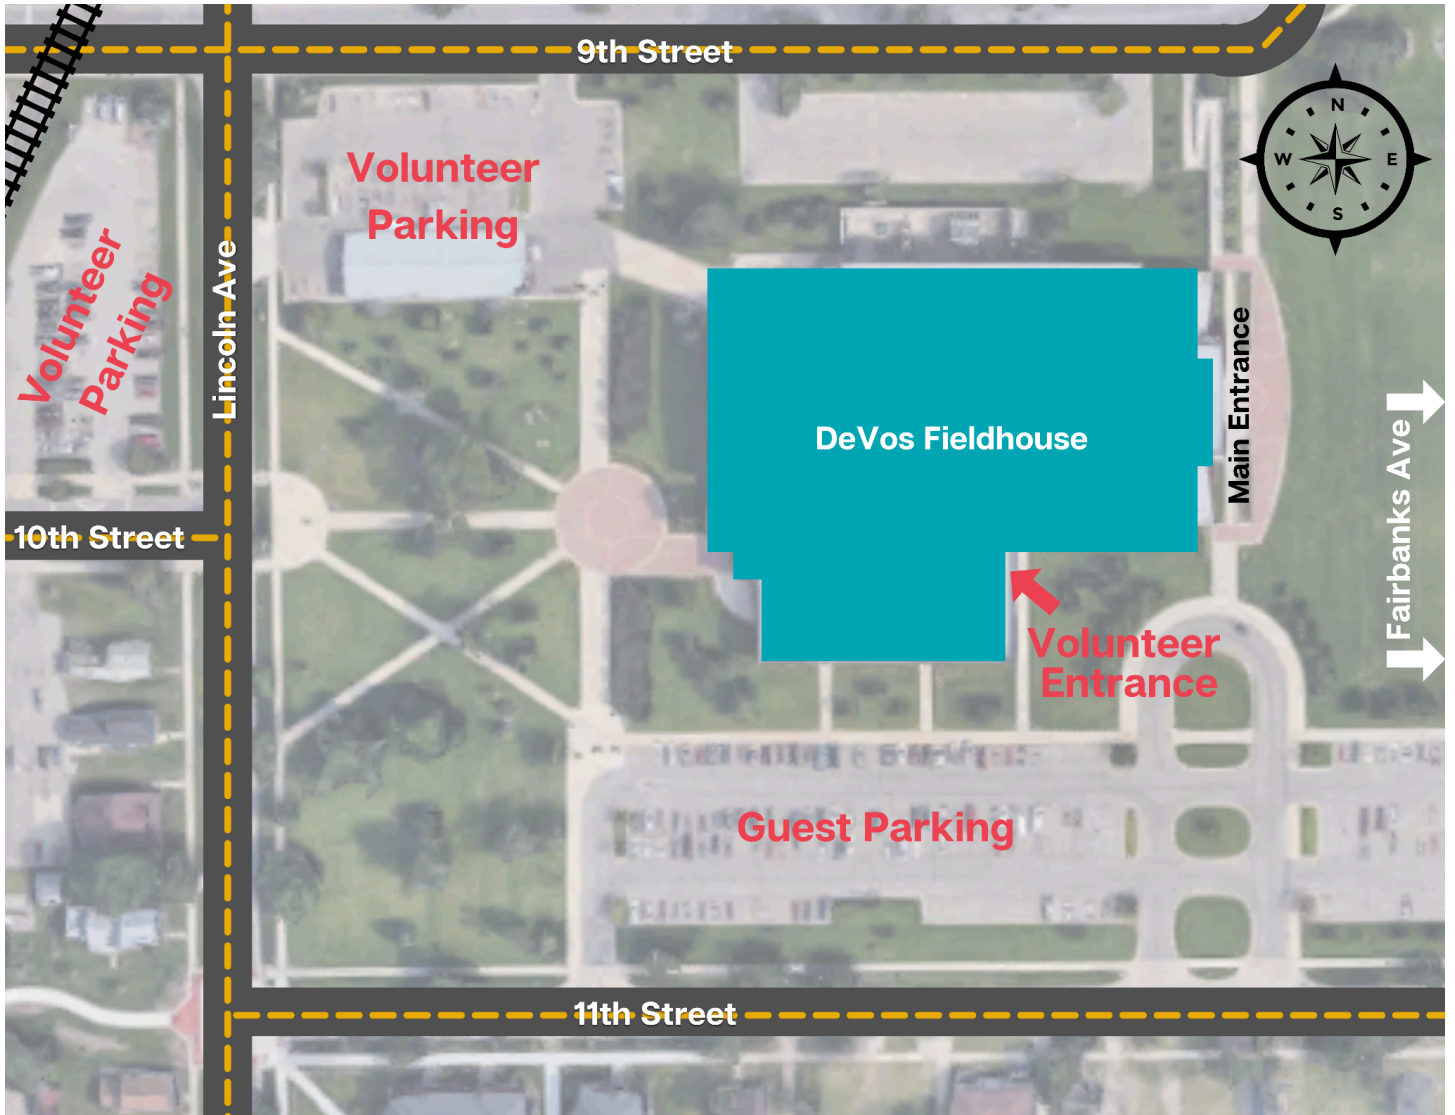 9th Street
N
W
E
S
Volunteer
Parking
Volunteer
Parking
Lincoln Ave
Main Entrance
DeVos Fieldhouse
Fairbanks Ave
10th Street
Volunteer
Entrance
Guest Parking
11th Street